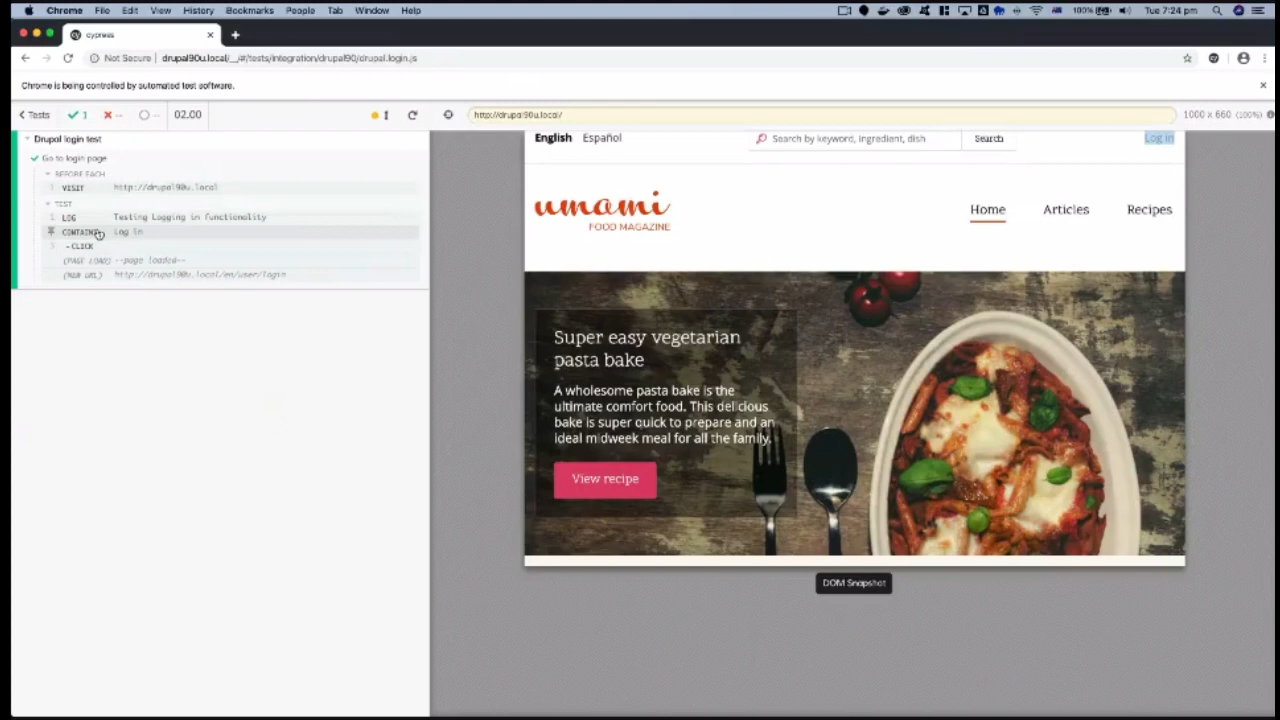 Chrome File Edit View History Bookmarks People Tab Window Help 100% Tue 7:24 pm
cypress
Not Secure drupal90u.local/__/#/tests/integration/drupal90/drupal.login.js
Chrome is being controlled by automated test software.
Tests 1 -- -- 02.00 http://drupal90u.local/ 1000 x 660 (100%)
Drupal login test
Go to login page
BEFORE EACH
1 VISIT http://drupal90u.local
TEST
1 LOG Testing Logging in functionality
CONTAINS Log in
3 - CLICK
(PAGE LOAD) --page loaded--
(NEW URL) http://drupal90u.local/en/user/login
English Español Search by keyword, ingredient, dish Search Log in
umami
FOOD MAGAZINE
Home Articles Recipes
Super easy vegetarian
pasta bake
A wholesome pasta bake is the
ultimate comfort food. This delicious
bake is super quick to prepare and an
ideal midweek meal for all the family.
View recipe
DOM Snapshot